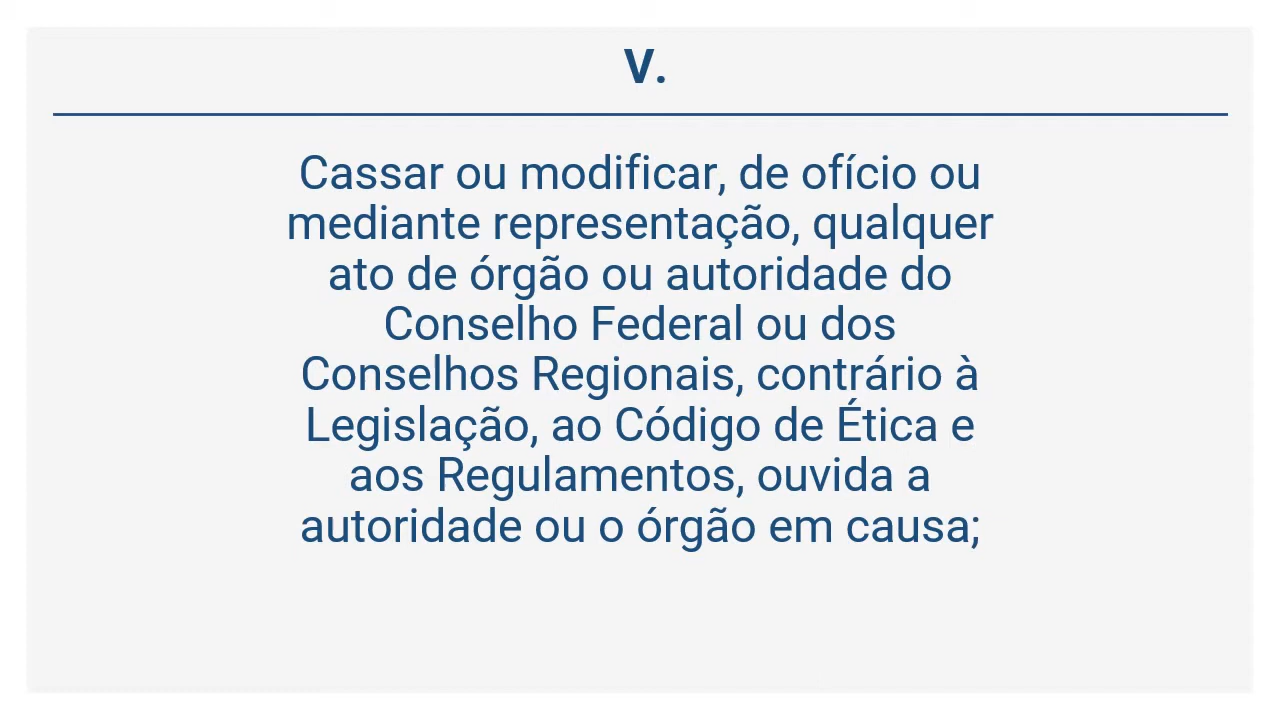 V.
Cassar ou modificar, de ofício ou
mediante representação, qualquer
ato de órgão ou autoridade do
Conselho Federal ou dos
Conselhos Regionais, contrário à
Legislação, ao Código de Ética e
aos Regulamentos, ouvida a
autoridade ou o órgão em causa;